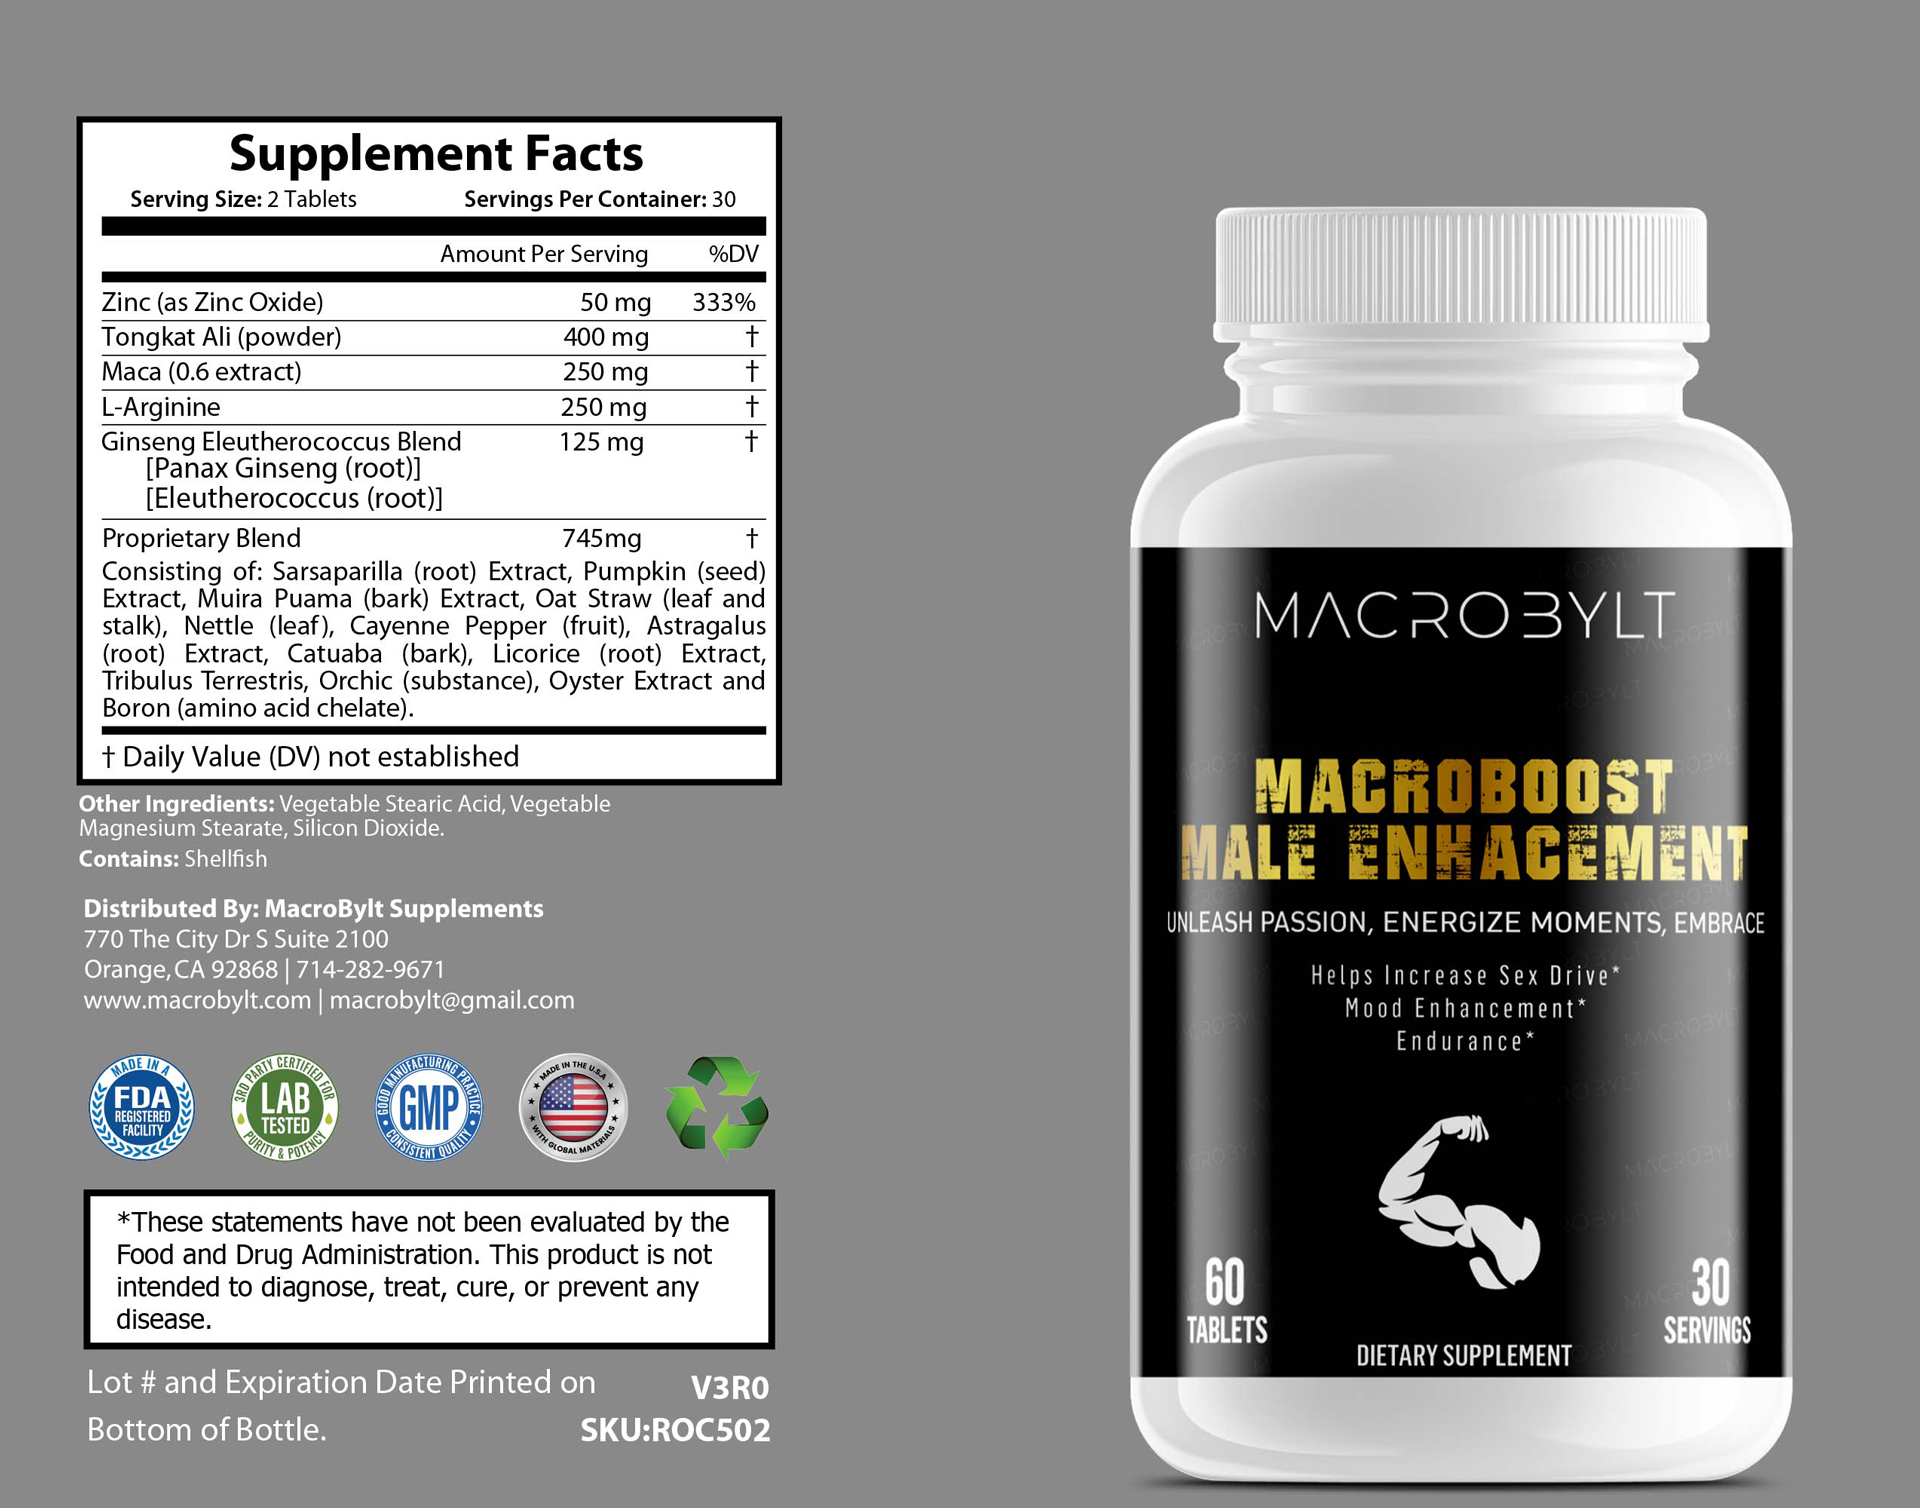 Supplement Facts
Serving Size: 2 Tablets Servings Per Container: 30
Amount Per Serving %DV
Zinc (as Zinc Oxide) 50 mg 333%
Tongkat Ali (powder) 400 mg †
Maca (0.6 extract) 250 mg †
L-Arginine 250 mg †
Ginseng Eleutherococcus Blend 125 mg †
[Panax Ginseng (root)]
[Eleutherococcus (root)]
Proprietary Blend 745mg †
Consisting of: Sarsaparilla (root) Extract, Pumpkin (seed)
Extract, Muira Puama (bark) Extract, Oat Straw (leaf and
stalk), Nettle (leaf), Cayenne Pepper (fruit), Astragalus
(root) Extract, Catuaba (bark), Licorice (root) Extract,
Tribulus Terrestris, Orchic (substance), Oyster Extract and
Boron (amino acid chelate).
† Daily Value (DV) not established
Other Ingredients: Vegetable Stearic Acid, Vegetable
Magnesium Stearate, Silicon Dioxide.
Contains: Shellfish
Distributed By: MacroBylt Supplements
770 The City Dr S Suite 2100
Orange, CA 92868 | 714-282-9671
www.macrobylt.com | macrobylt@gmail.com
MADE IN A
FDA
REGISTERED
FACILITY
3RD PARTY CERTIFIED FOR
LAB
TESTED
PURITY & POTENCY
GOOD MANUFACTURING PRACTICE
GMP
CONSISTENT QUALITY
MADE IN THE U.S.A
WITH GLOBAL MATERIALS
*These statements have not been evaluated by the
Food and Drug Administration. This product is not
intended to diagnose, treat, cure, or prevent any
disease.
Lot # and Expiration Date Printed on
Bottom of Bottle.
V3R0
SKU:ROC502
MACROBYLT
MACROBOOST
MALE ENHACEMENT
UNLEASH PASSION, ENERGIZE MOMENTS, EMBRACE
Helps Increase Sex Drive*
Mood Enhancement*
Endurance*
60
TABLETS
30
SERVINGS
DIETARY SUPPLEMENT